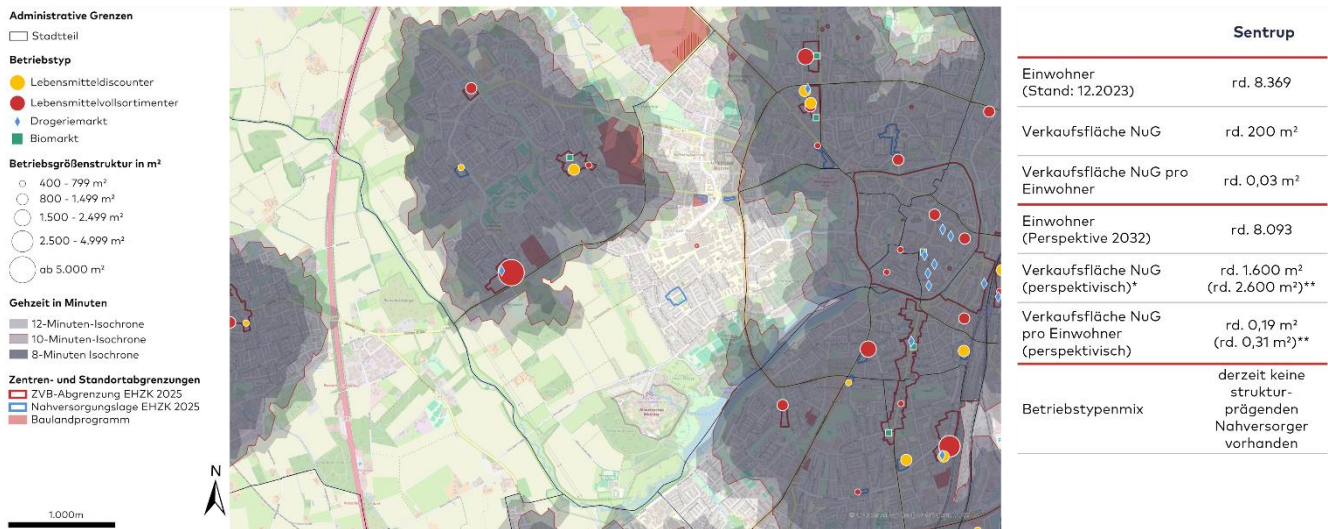 Administrative Grenzen
Stadtteil
Betriebstyp
Lebensmitteldiscounter
Lebensmittelvollsortimenter
Drogeriemarkt
Biomarkt
Betriebsgrößenstruktur in m²
400 - 799 m²
800 - 1.499 m²
1.500 - 2.499 m²
2.500 - 4.999 m²
ab 5.000 m²
Gehzeit in Minuten
12-Minuten-Isochrone
10-Minuten-Isochrone
8-Minuten Isochrone
Zentren- und Standortabgrenzungen
ZVB-Abgrenzung EHZK 2025
Nahversorgungslage EHZK 2025
Baulandprogramm
1.000m
N
Sentrup
Einwohner
(Stand: 12.2023)
rd. 8.369
Verkaufsfläche NuG
rd. 200 m²
Verkaufsfläche NuG pro
Einwohner
rd. 0,03 m²
Einwohner
(Perspektive 2032)
rd. 8.093
Verkaufsfläche NuG
(perspektivisch)*
rd. 1.600 m²
(rd. 2.600 m²)**
Verkaufsfläche NuG
pro Einwohner
(perspektivisch)
rd. 0,19 m²
(rd. 0,31 m²)**
Betriebstypenmix
derzeit keine
struktur-
prägenden
Nahversorger
vorhanden